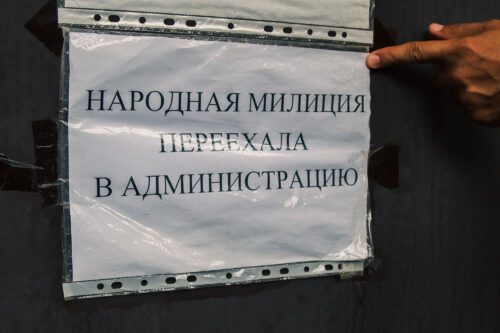 НАРОДНАЯ МИЛИЦИЯ
ПЕРЕЕХАЛА
В АДМИНИСТРАЦИЮ